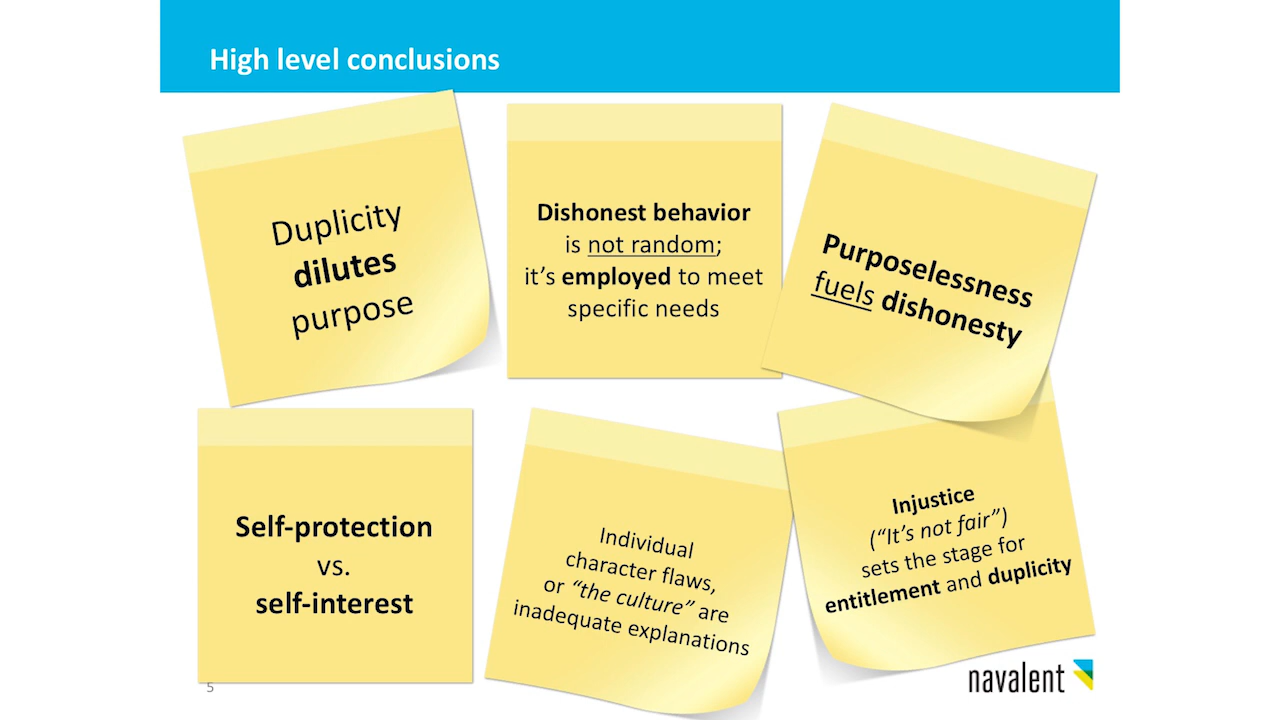 High level conclusions
Duplicity
dilutes
purpose
Dishonest behavior
is not random;
it’s employed to meet
specific needs
Purposelessness
fuels dishonesty
Self-protection
vs.
self-interest
Individual
character flaws,
or “the culture” are
inadequate explanations
Injustice
(“It’s not fair”)
sets the stage for
entitlement and duplicity
5
navalent